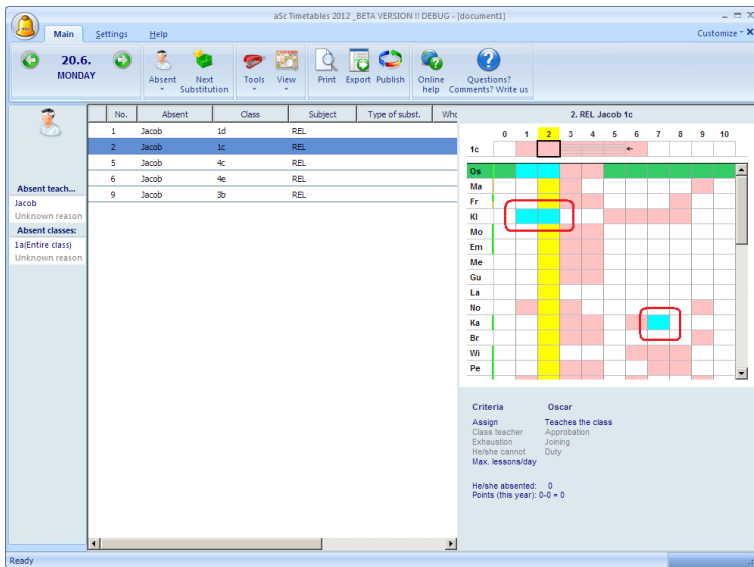 aSc Timetables 2012 _BETA VERSION !! DEBUG - [document1]
Main Settings Help Customize
20.6.
MONDAY
Absent
Next Substitution
Tools
View
Print
Export
Publish
Online help
Questions? Comments? Write us
No. Absent Class Subject Type of subst. Who
1 Jacob 1d REL
2 Jacob 1c REL
5 Jacob 4c REL
6 Jacob 4e REL
9 Jacob 3b REL
Absent teach...
Jacob
Unknown reason
Absent classes:
1a(Entire class)
Unknown reason
2. REL Jacob 1c
0 1 2 3 4 5 6 7 8 9 10
1c
Os
Ma
Fr
Kl
Mo
Em
Me
Gu
La
No
Ka
Br
Wi
Pe
Criteria Oscar
Assign Teaches the class
Class teacher Approbation
Exhaustion Joining
He/she cannot Duty
Max. lessons/day
He/she absented: 0
Points (this year): 0-0 = 0
Ready